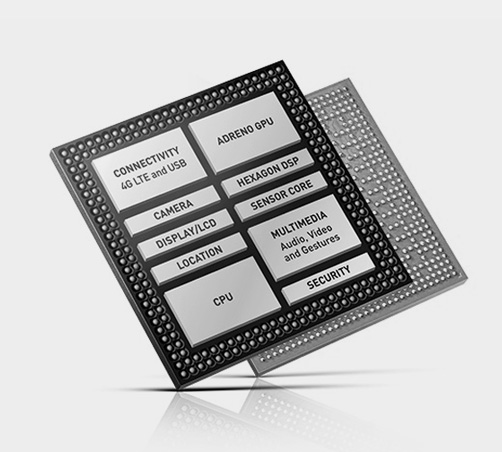 CONNECTIVITY
4G LTE and USB
ADRENO GPU
CAMERA
HEXAGON DSP
DISPLAY/LCD
SENSOR CORE
LOCATION
MULTIMEDIA
Audio, Video
and Gestures
CPU
SECURITY